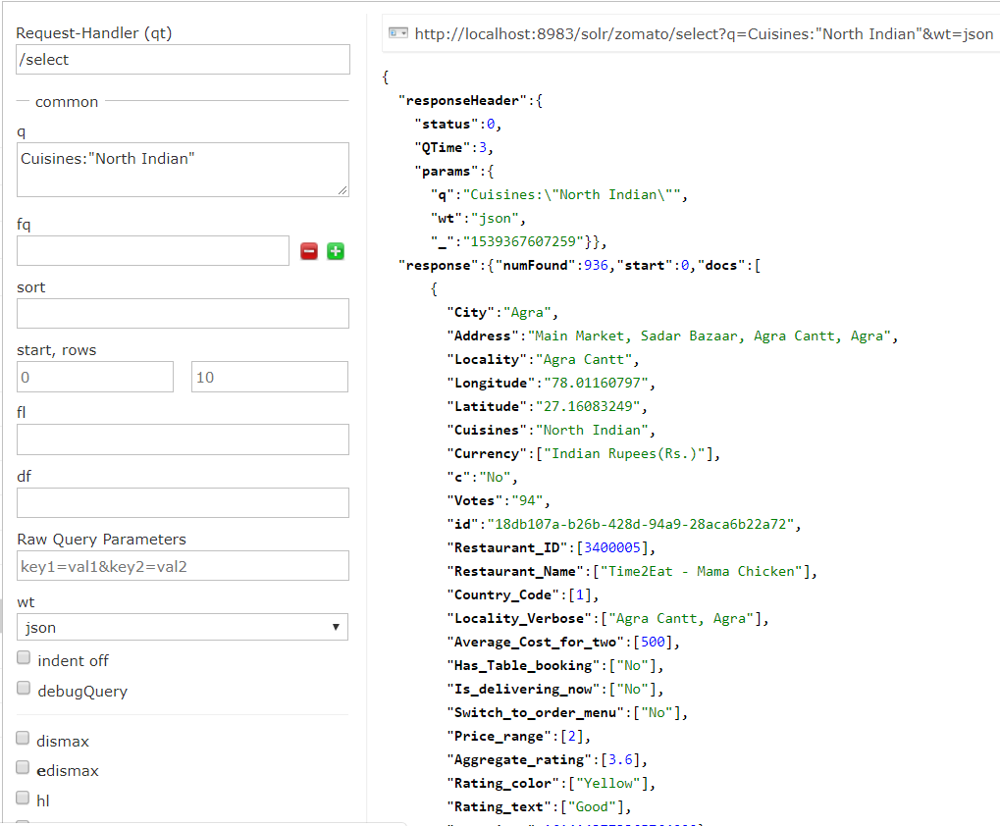 Request-Handler (qt)
/select
common
q
Cuisines:"North Indian"
fq
sort
start, rows
0
10
fl
df
Raw Query Parameters
key1=val1&key2=val2
wt
json
indent off
debugQuery
dismax
edismax
hl
http://localhost:8983/solr/zomato/select?q=Cuisines:"North Indian"&wt=json
{
"responseHeader":{
"status":0,
"QTime":3,
"params":{
"q":"Cuisines:\"North Indian\"",
"wt":"json",
"_":"1539367607259"}},
"response":{"numFound":936,"start":0,"docs":[
{
"City":"Agra",
"Address":"Main Market, Sadar Bazaar, Agra Cantt, Agra",
"Locality":"Agra Cantt",
"Longitude":"78.01160797",
"Latitude":"27.16083249",
"Cuisines":"North Indian",
"Currency":["Indian Rupees(Rs.)"],
"c":"No",
"Votes":"94",
"id":"18db107a-b26b-428d-94a9-28aca6b22a72",
"Restaurant_ID":[3400005],
"Restaurant_Name":["Time2Eat - Mama Chicken"],
"Country_Code":[1],
"Locality_Verbose":["Agra Cantt, Agra"],
"Average_Cost_for_two":[500],
"Has_Table_booking":["No"],
"Is_delivering_now":["No"],
"Switch_to_order_menu":["No"],
"Price_range":[2],
"Aggregate_rating":[3.6],
"Rating_color":["Yellow"],
"Rating_text":["Good"],